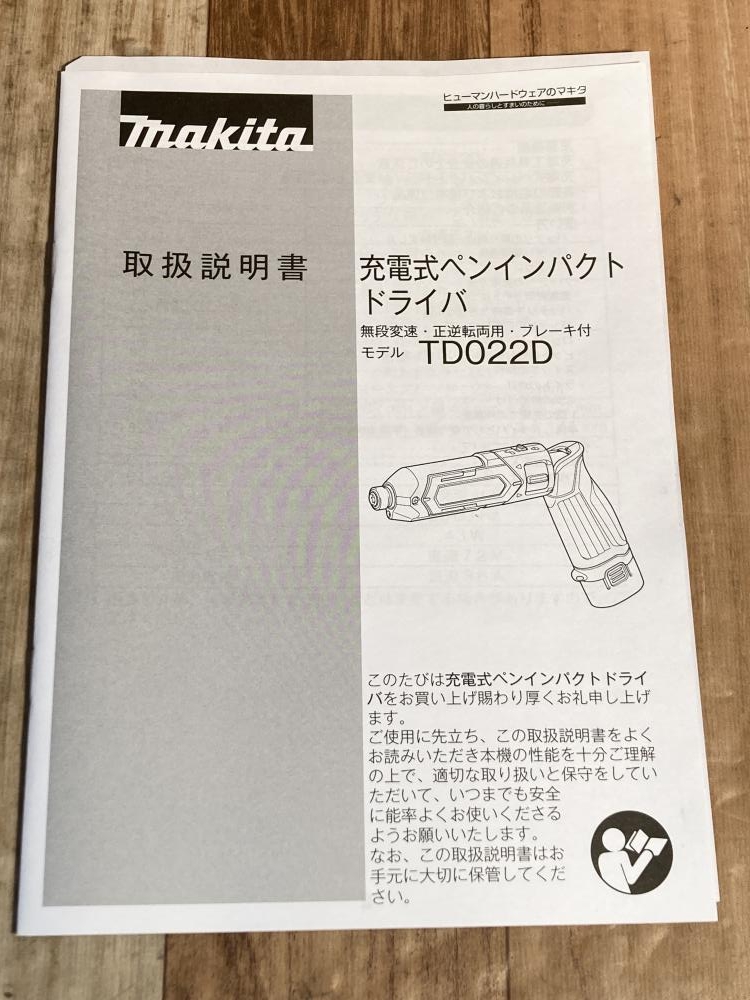 makita
ヒューマンハードウェアのマキタ
人の暮らしとすまいのために
取扱説明書
充電式ペンインパクト
ドライバ
無段変速・正逆転両用・ブレーキ付
モデル TD022D
このたびは充電式ペンインパクトドライ
バをお買い上げ賜わり厚くお礼申し上げ
ます。
ご使用に先立ち、この取扱説明書をよく
お読みいただき本機の性能を十分ご理解
の上で、適切な取り扱いと保守をしてい
ただいて、いつまでも安全
に能率よくお使いくださる
ようお願いいたします。
なお、この取扱説明書はお
手元に大切に保管してくだ
さい。